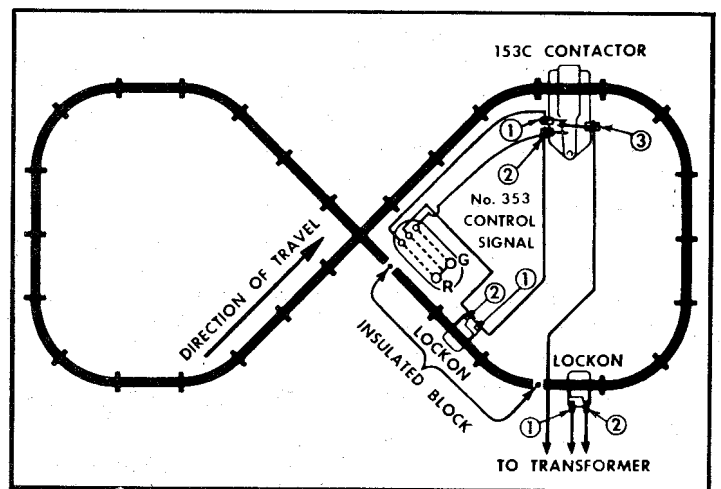 153C CONTACTOR
①
②
③
No. 353
CONTROL
SIGNAL
G
R
②
①
DIRECTION OF TRAVEL
LOCKON
INSULATED BLOCK
LOCKON
①
②
TO TRANSFORMER